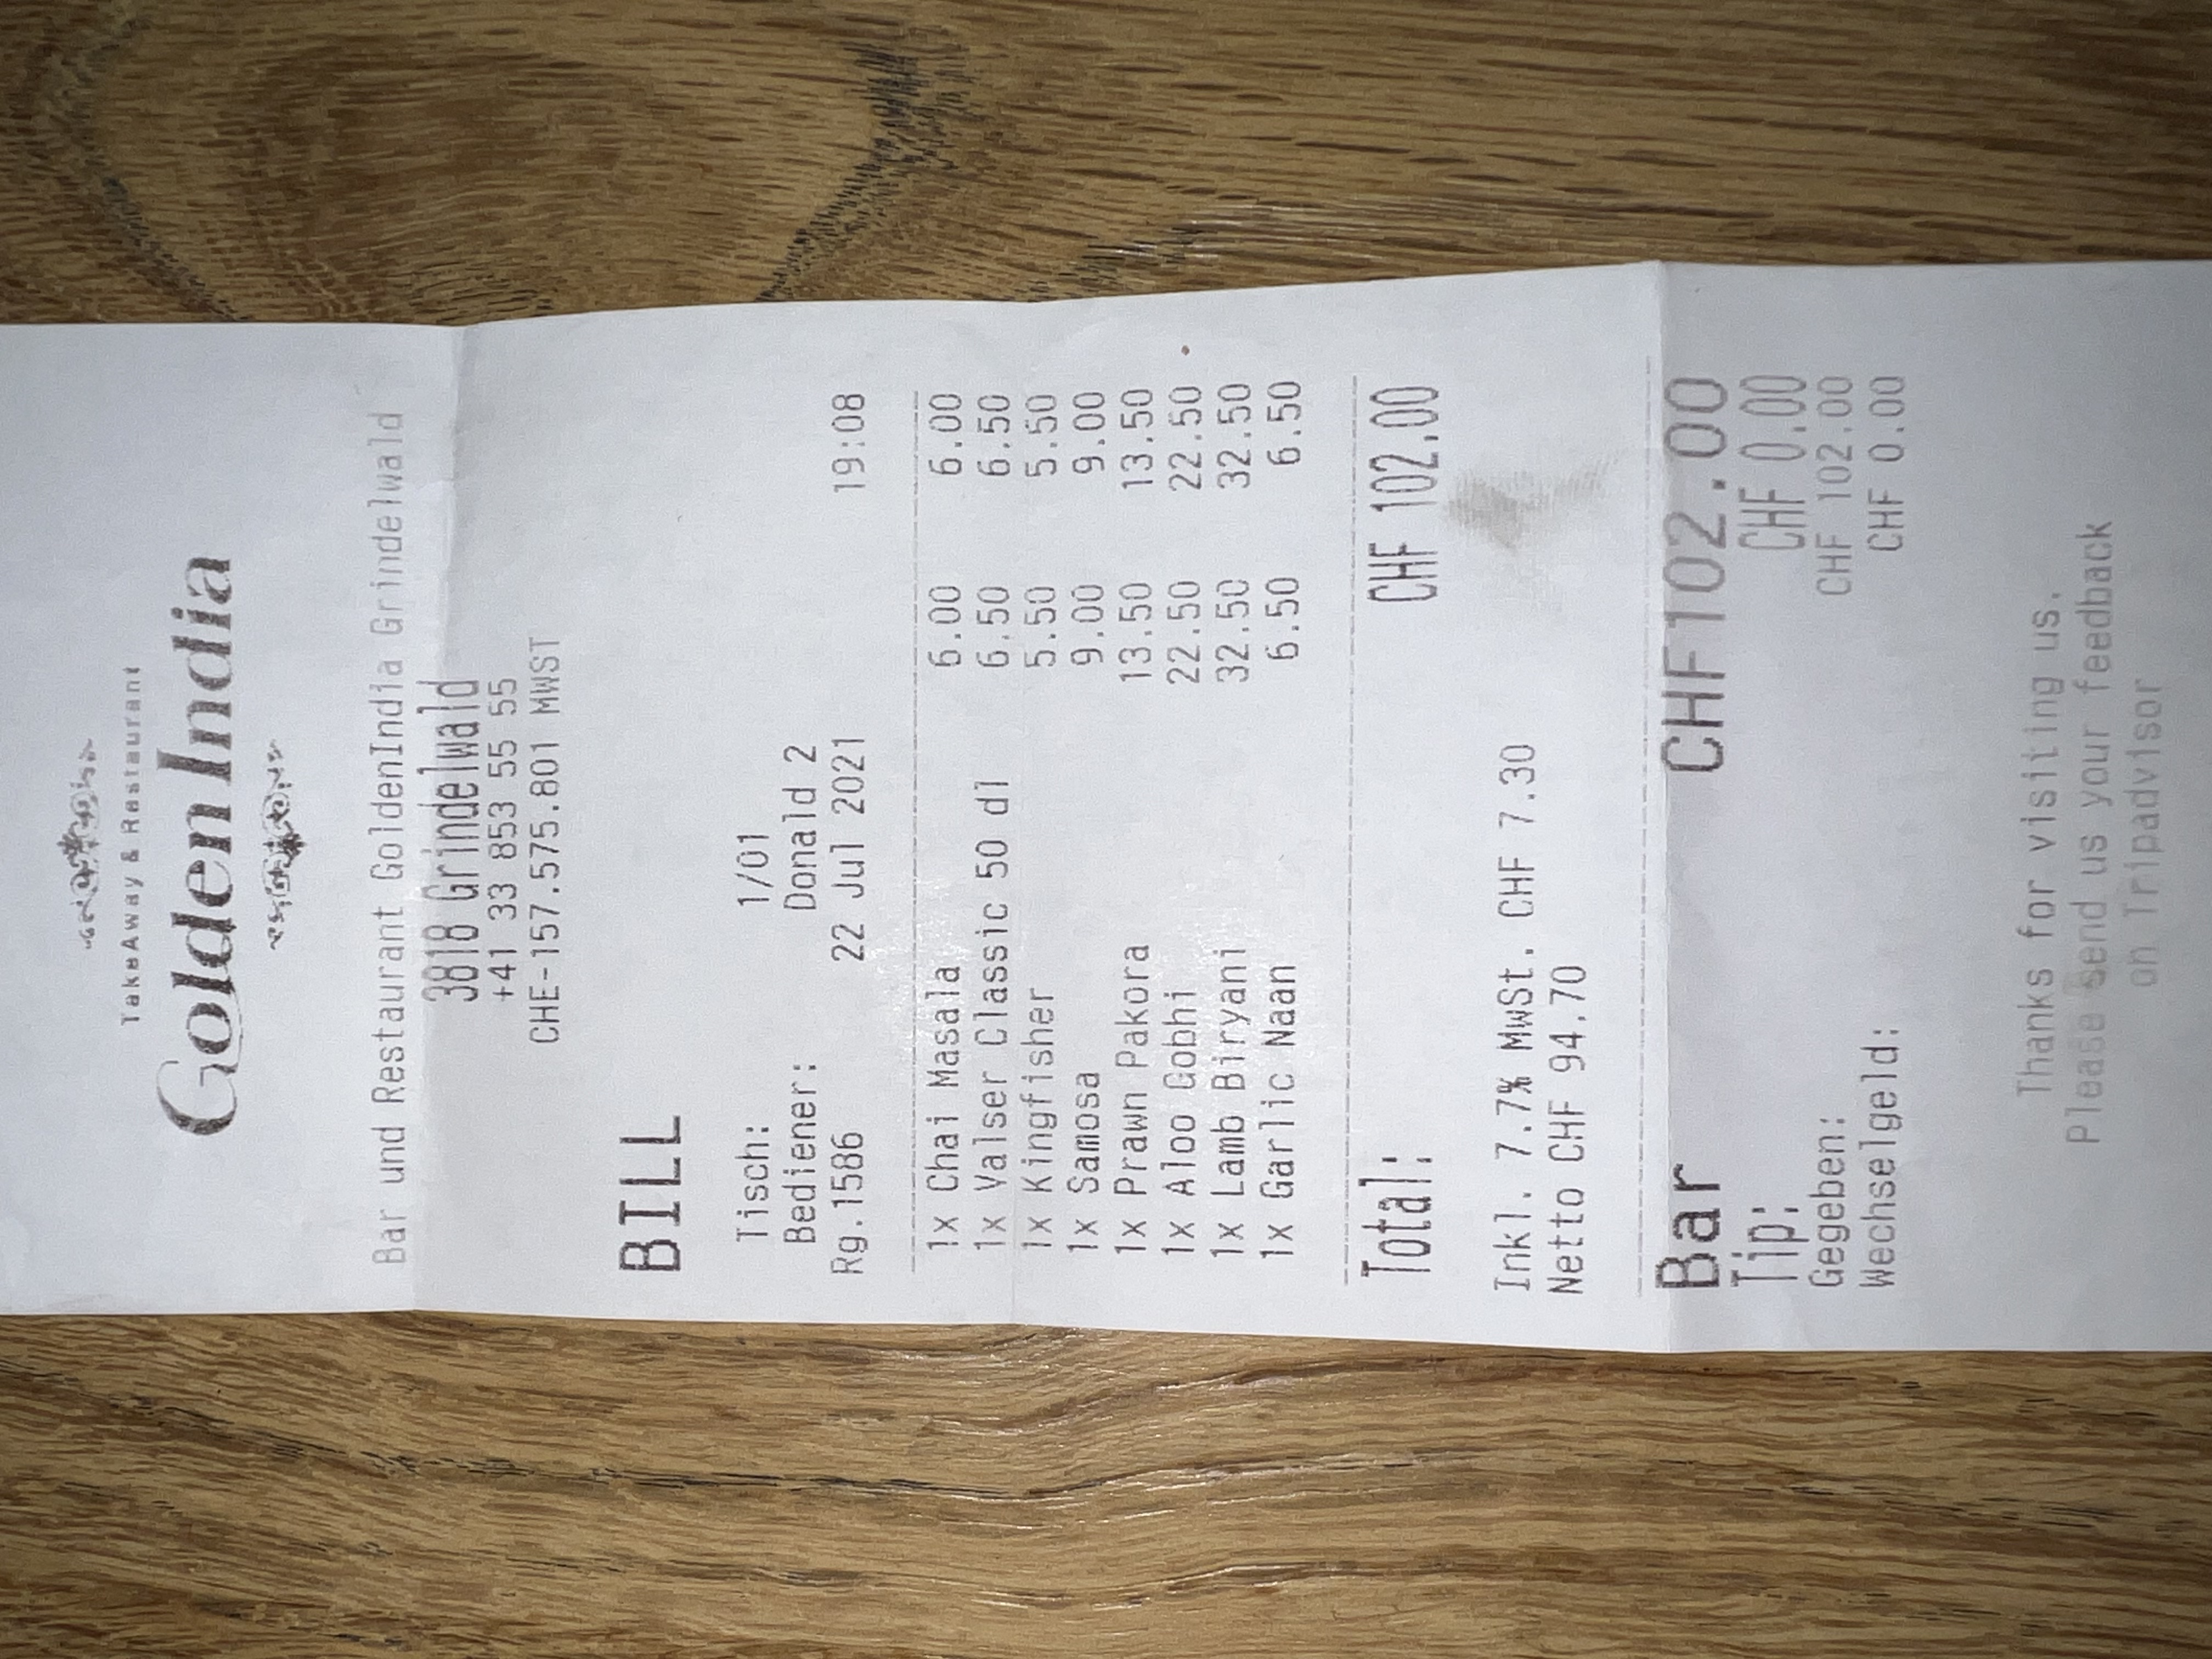 TakeAway & Restaurant
Golden India
Bar und Restaurant GoldenIndia Grindelwald
3818 Grindelwald
+41 33 853 55 55
CHE-157.575.801 MWST
BILL
Tisch: 1/01
Bediener: Donald 2
Rg.1586 22 Jul 2021 19:08
1x Chai Masala 6.00 6.00
1x Valser Classic 50 dl 6.50 6.50
1x Kingfisher 5.50 5.50
1x Samosa 9.00 9.00
1x Prawn Pakora 13.50 13.50
1x Aloo Gobhi 22.50 22.50
1x Lamb Biryani 32.50 32.50
1x Garlic Naan 6.50 6.50
Total: CHF 102.00
Inkl. 7.7% MwSt. CHF 7.30
Netto CHF 94.70
Bar CHF102.00
Tip: CHF 0.00
Gegeben: CHF 102.00
Wechselgeld: CHF 0.00
Thanks for visiting us.
Please send us your feedback
on Tripadvisor